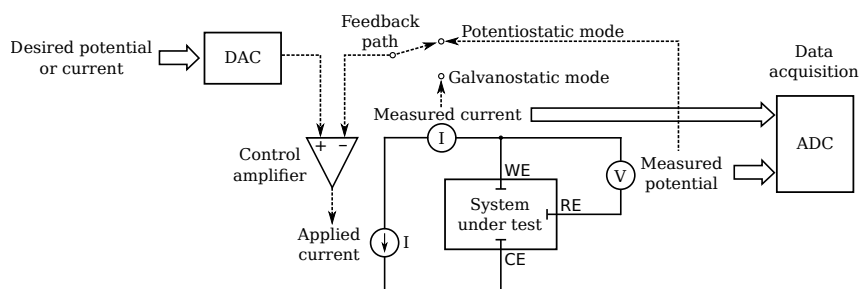 Feedback
path
Potentiostatic mode
Desired potential
or current
DAC
Data
acquisition
Galvanostatic mode
Measured current
+ −
I
ADC
Control
amplifier
WE
V
Measured
potential
System
under test
RE
Applied
current
I
CE